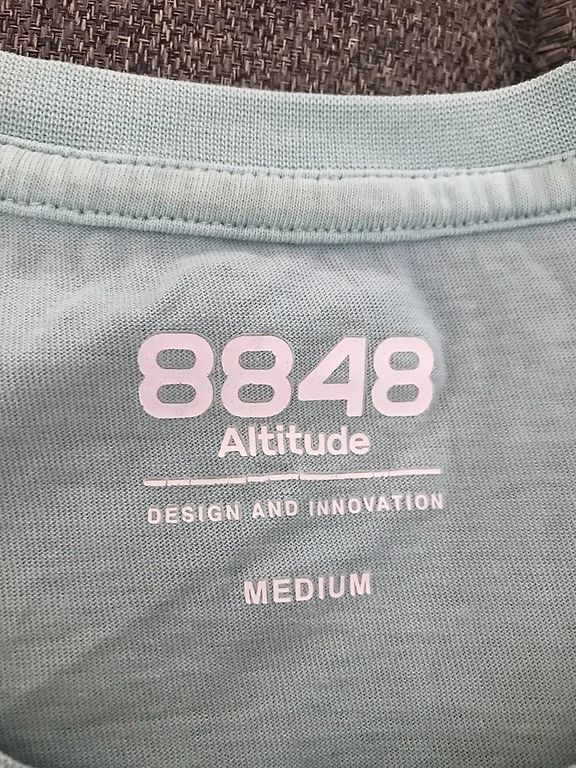 8848
Altitude
DESIGN AND INNOVATION
MEDIUM